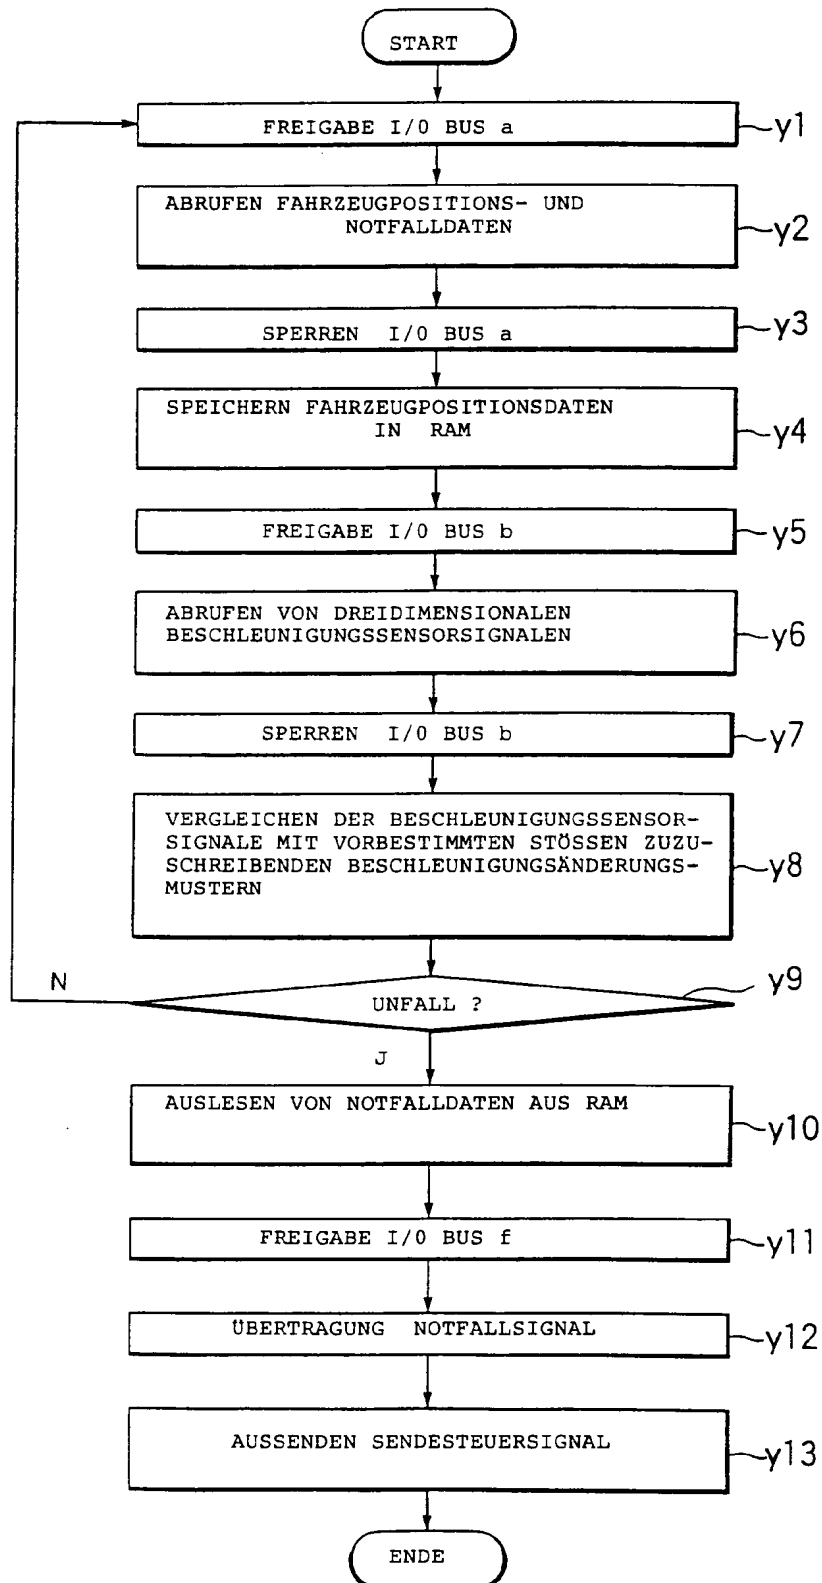 START
FREIGABE I/O BUS a
y1
ABRUFEN FAHRZEUGPOSITIONS- UND
NOTFALLDATEN
y2
SPERREN I/O BUS a
y3
SPEICHERN FAHRZEUGPOSITIONSDATEN
IN RAM
y4
FREIGABE I/O BUS b
y5
ABRUFEN VON DREIDIMENSIONALEN
BESCHLEUNIGUNGSSENSORSIGNALEN
y6
SPERREN I/O BUS b
y7
VERGLEICHEN DER BESCHLEUNIGUNGSSENSOR-
SIGNALE MIT VORBESTIMMTEN STÖSSEN ZUZU-
SCHREIBENDEN BESCHLEUNIGUNGSÄNDERUNGS-
MUSTERN
y8
N
UNFALL ?
y9
J
AUSLESEN VON NOTFALLDATEN AUS RAM
y10
FREIGABE I/O BUS f
y11
ÜBERTRAGUNG NOTFALLSIGNAL
y12
AUSSENDEN SENDESTEUERSIGNAL
y13
ENDE